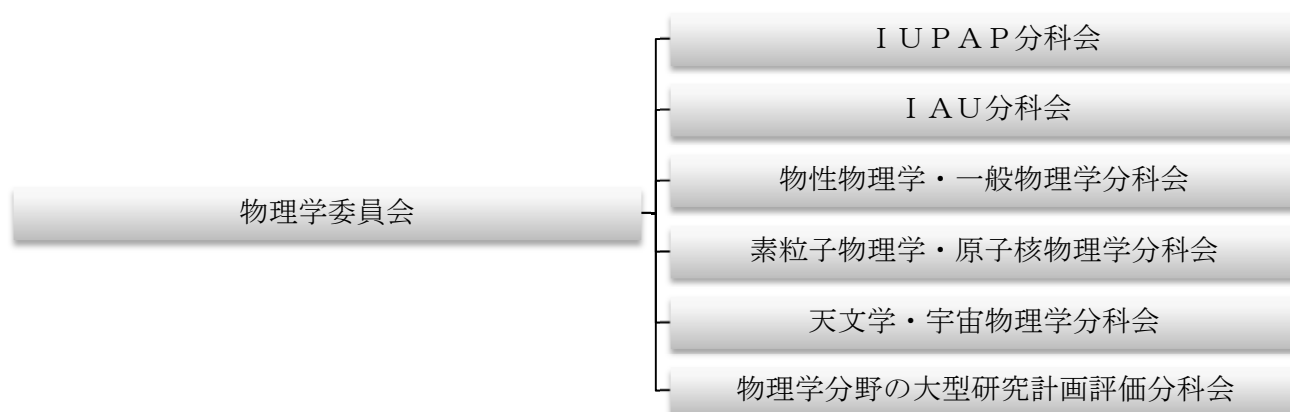 ＩＵＰＡＰ分科会
ＩＡＵ分科会
物性物理学・一般物理学分科会
物理学委員会
素粒子物理学・原子核物理学分科会
天文学・宇宙物理学分科会
物理学分野の大型研究計画評価分科会